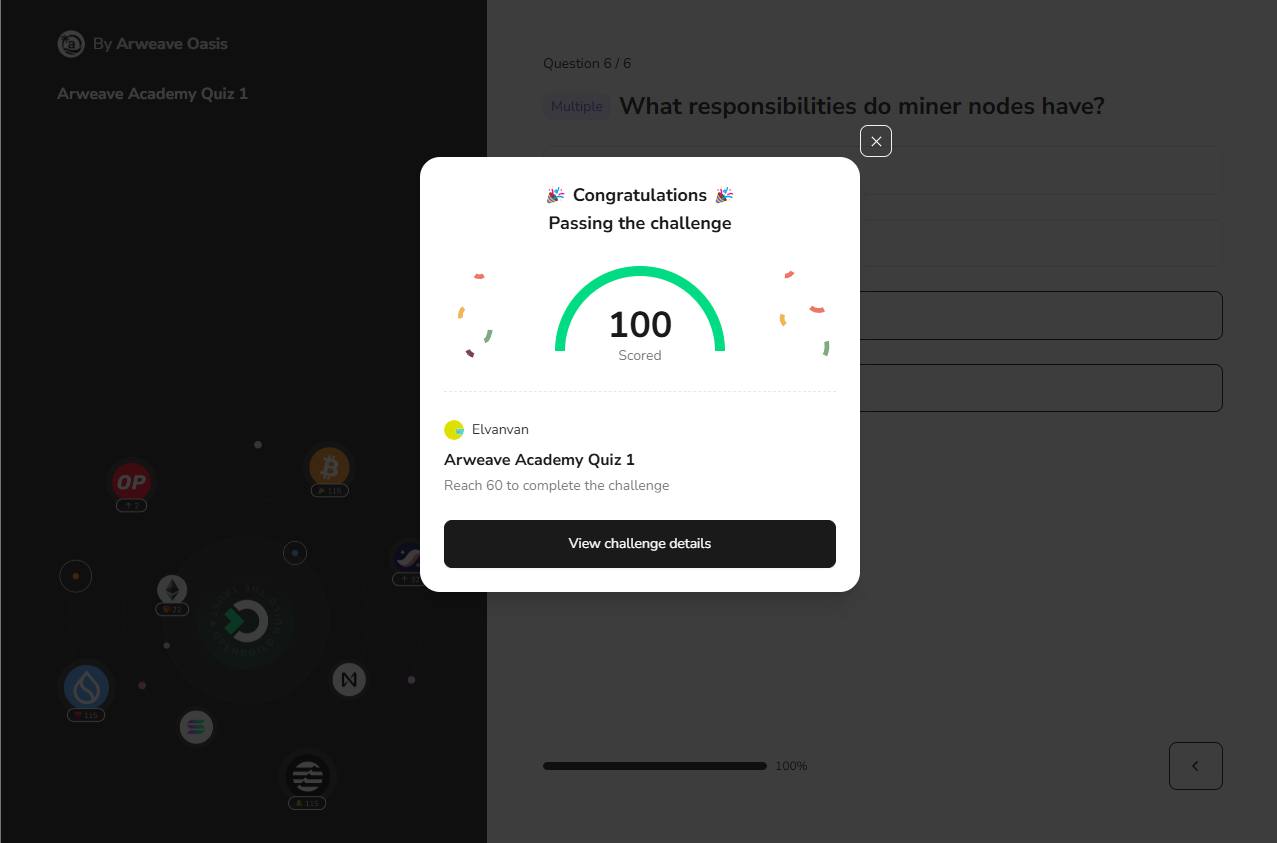 By Arweave Oasis
Arweave Academy Quiz 1
Question 6 / 6
Multiple
What responsibilities do miner nodes have?
Congratulations
Passing the challenge
100
Scored
Elvanvan
Arweave Academy Quiz 1
Reach 60 to complete the challenge
View challenge details
OP
2
115
22
115
115
100%